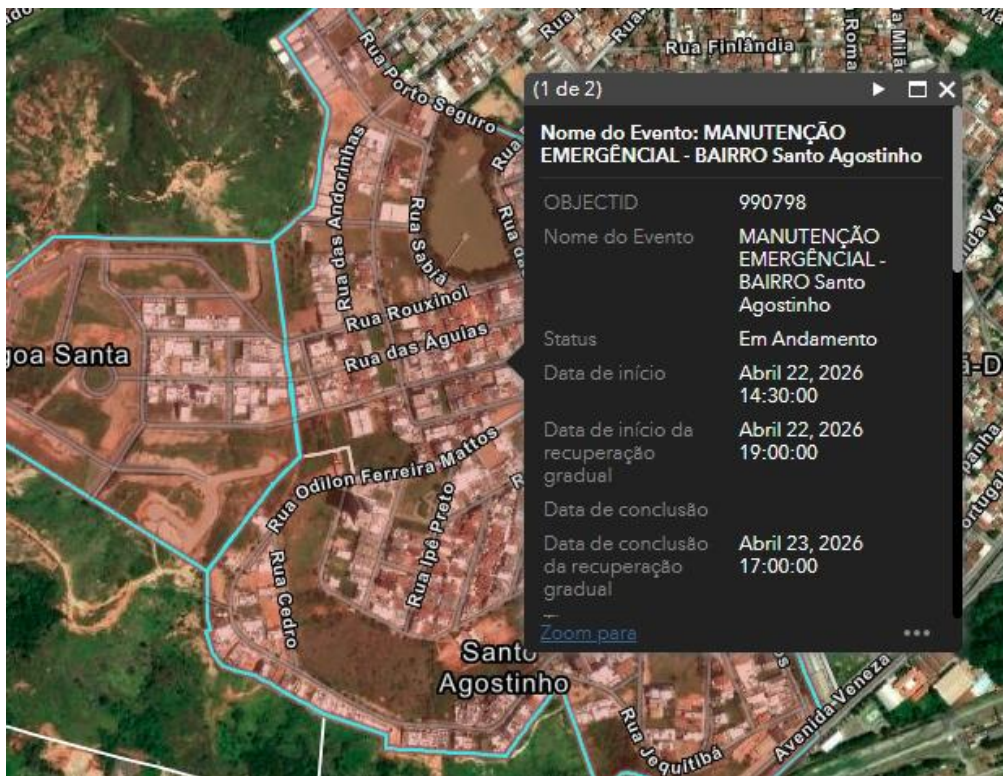 Rua Finlândia
Roma
Rua Porto Seguro
Rua das Andorinhas
Rua Sabiá
Rua Rouxinol
Rua das Águias
goa Santa
Rua Odilon Ferreira Mattos
Rua Ipê Preto
Rua Cedro
Santo
Agostinho
Rua Jequitibá
Avenida Veneza
(1 de 2)
Nome do Evento: MANUTENÇÃO
EMERGÊNCIAL - BAIRRO Santo Agostinho
OBJECTID 990798
Nome do Evento MANUTENÇÃO
EMERGÊNCIAL -
BAIRRO Santo
Agostinho
Status Em Andamento
Data de início Abril 22, 2026
14:30:00
Data de início da Abril 22, 2026
recuperação 19:00:00
gradual
Data de conclusão
Data de conclusão Abril 23, 2026
da recuperação 17:00:00
gradual
Zoom para